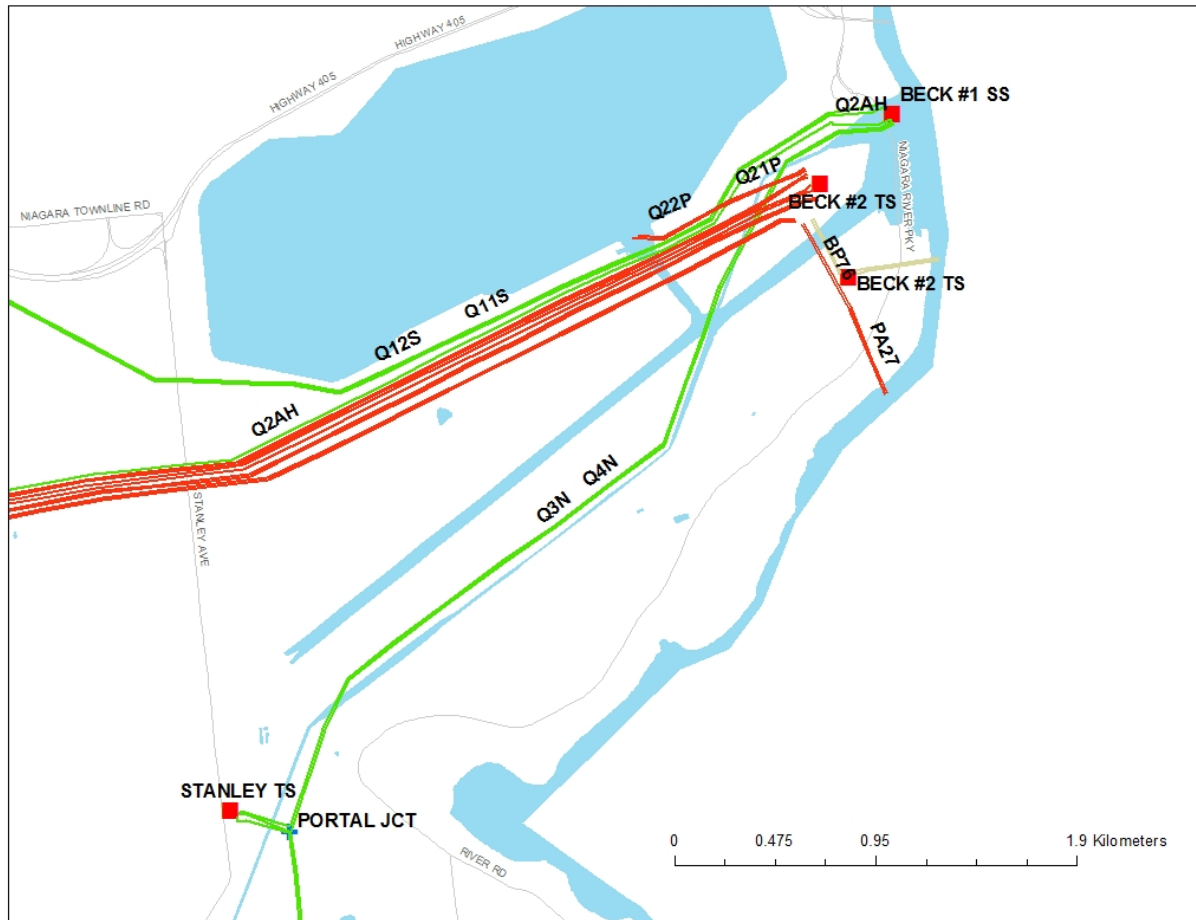 HIGHWAY 405
HIGHWAY 405
BECK #1 SS
Q2AH
NIAGARA RIVER PKY
Q21P
BECK #2 TS
NIAGARA TOWNLINE RD
Q22P
BP76
BECK #2 TS
Q11S
Q12S
PA27
Q2AH
Q4N
Q3N
STANLEY AVE
STANLEY TS
PORTAL JCT
RIVER RD
0 0.475 0.95 1.9 Kilometers